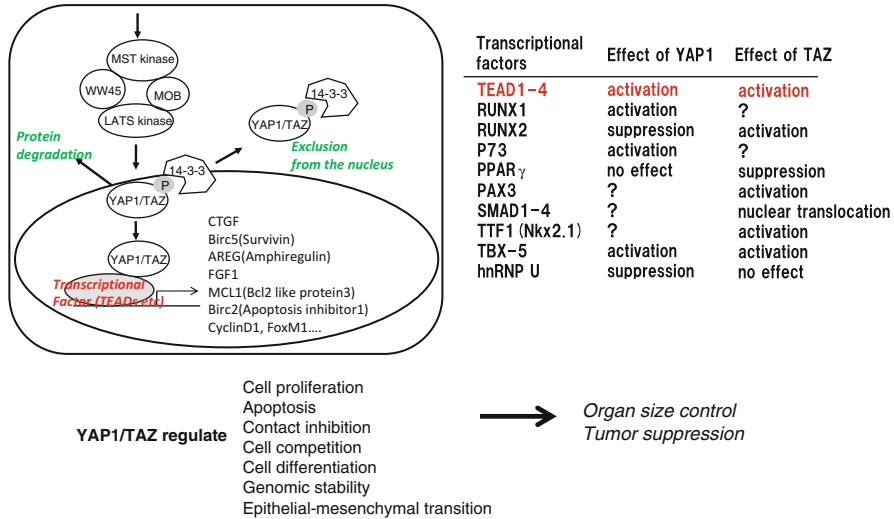 MST kinase
WW45
MOB
LATS kinase
Protein
degradation
14-3-3
P
YAP1/TAZ
Exclusion
from the nucleus
14-3-3
P
YAP1/TAZ
YAP1/TAZ
Transcriptional
Factor (TEADs etc)
CTGF
Birc5(Survivin)
AREG(Amphiregulin)
FGF1
MCL1(Bcl2 like protein3)
Birc2(Apoptosis inhibitor1)
CyclinD1, FoxM1....
Transcriptional factors Effect of YAP1 Effect of TAZ
TEAD1-4 activation activation
RUNX1 activation ?
RUNX2 suppression activation
P73 activation ?
PPARγ no effect suppression
PAX3 ? activation
SMAD1-4 ? nuclear translocation
TTF1(Nkx2.1) ? activation
TBX-5 activation activation
hnRNP U suppression no effect
YAP1/TAZ regulate
Cell proliferation
Apoptosis
Contact inhibition
Cell competition
Cell differentiation
Genomic stability
Epithelial-mesenchymal transition
Organ size control
Tumor suppression